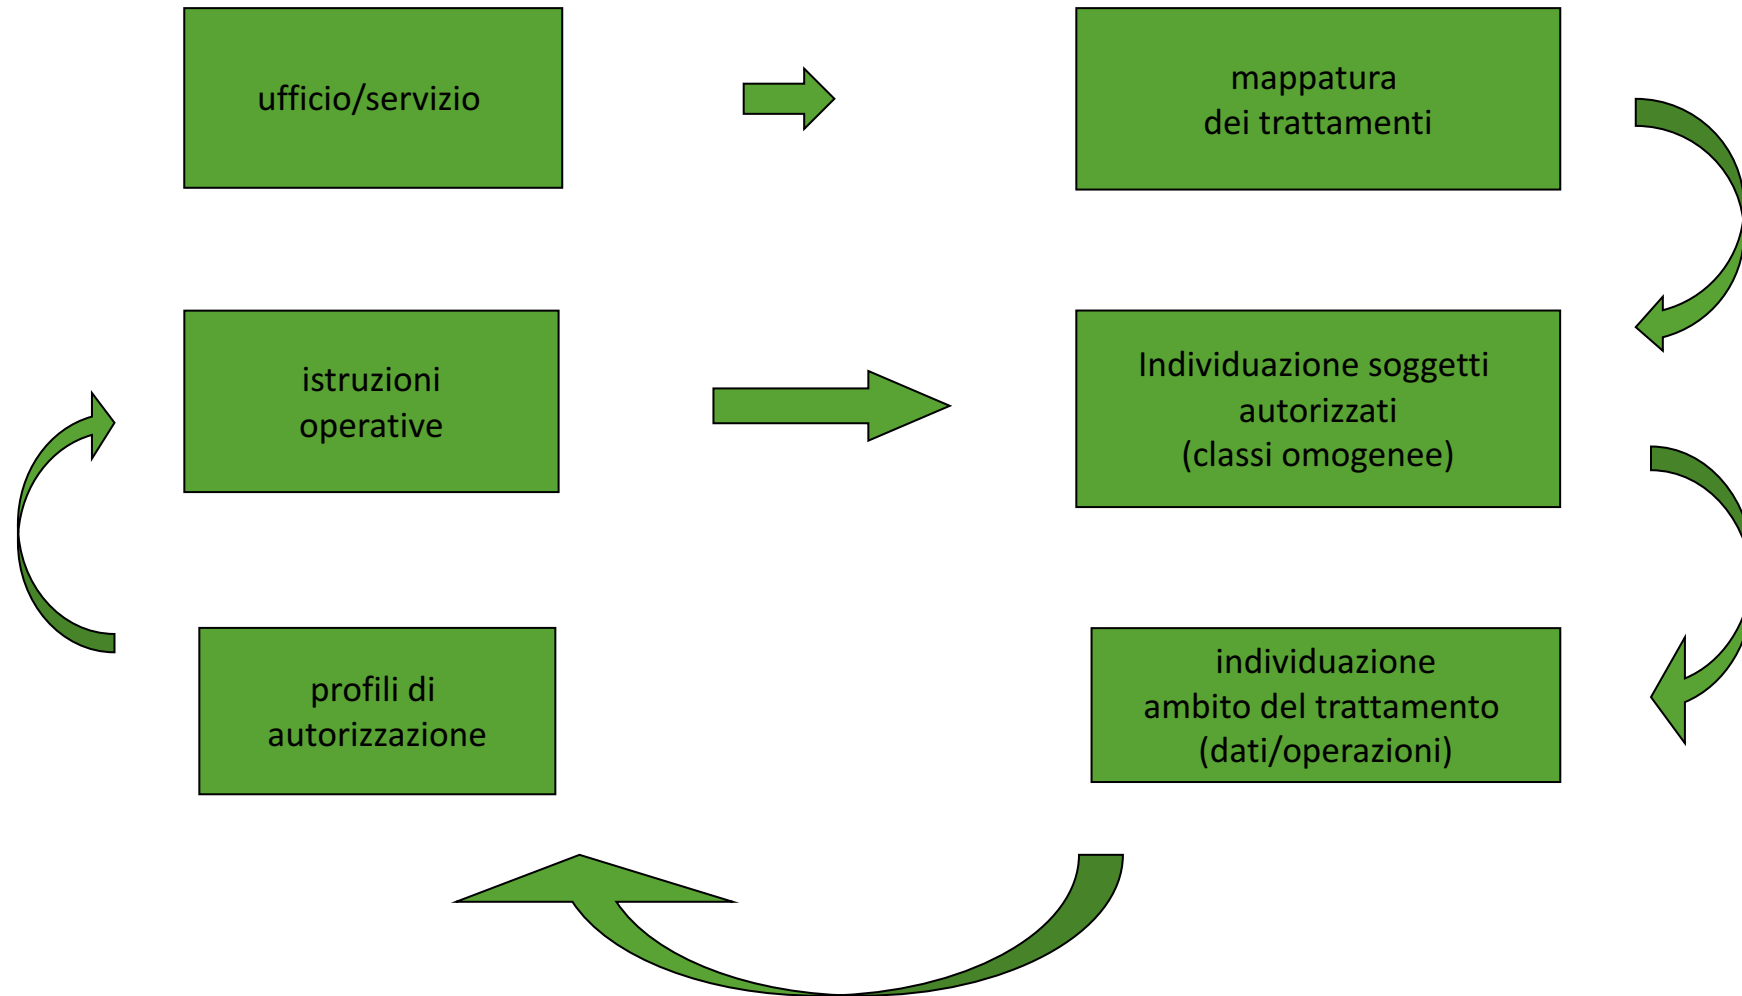 ufficio/servizio
mappatura
dei trattamenti
istruzioni
operative
Individuazione soggetti
autorizzati
(classi omogenee)
profili di
autorizzazione
individuazione
ambito del trattamento
(dati/operazioni)